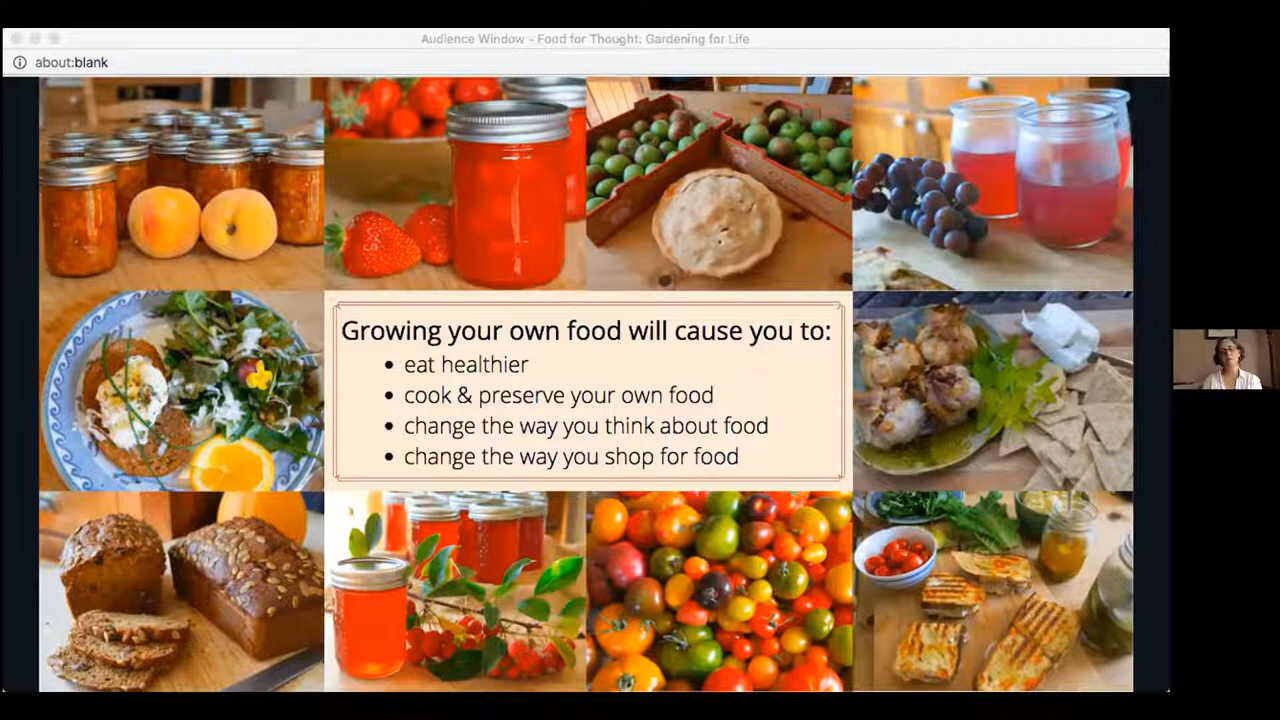 Audience Window - Food for Thought: Gardening for Life
about:blank
Growing your own food will cause you to:
• eat healthier
• cook & preserve your own food
• change the way you think about food
• change the way you shop for food